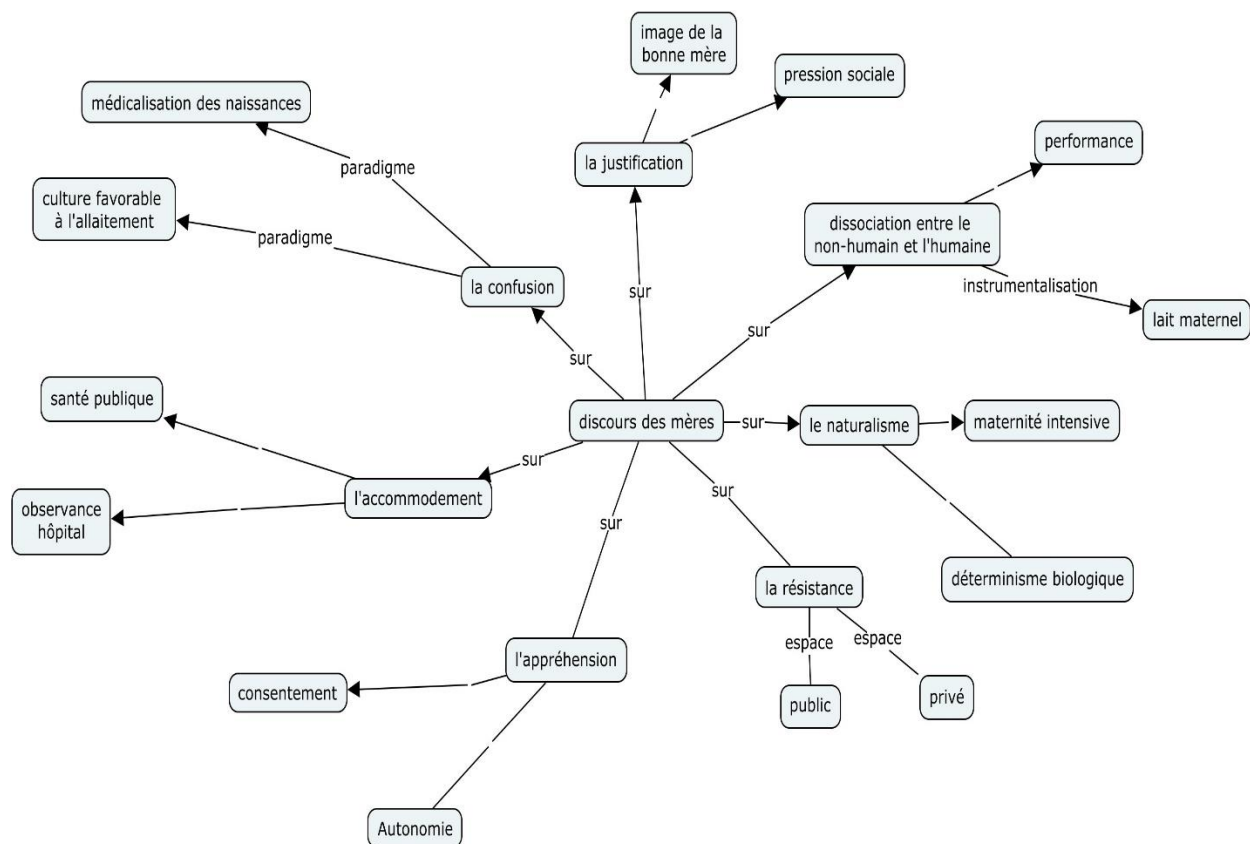 image de la
bonne mère
pression sociale
médicalisation des naissances
performance
paradigme
la justification
culture favorable
à l'allaitement
dissociation entre le
non-humain et l'humaine
paradigme
la confusion
instrumentalisation
sur
lait maternel
sur
sur
santé publique
discours des mères
sur
le naturalisme
maternité intensive
sur
l'accommodement
sur
observance
hôpital
sur
déterminisme biologique
la résistance
espace
espace
l'appréhension
consentement
privé
public
Autonomie